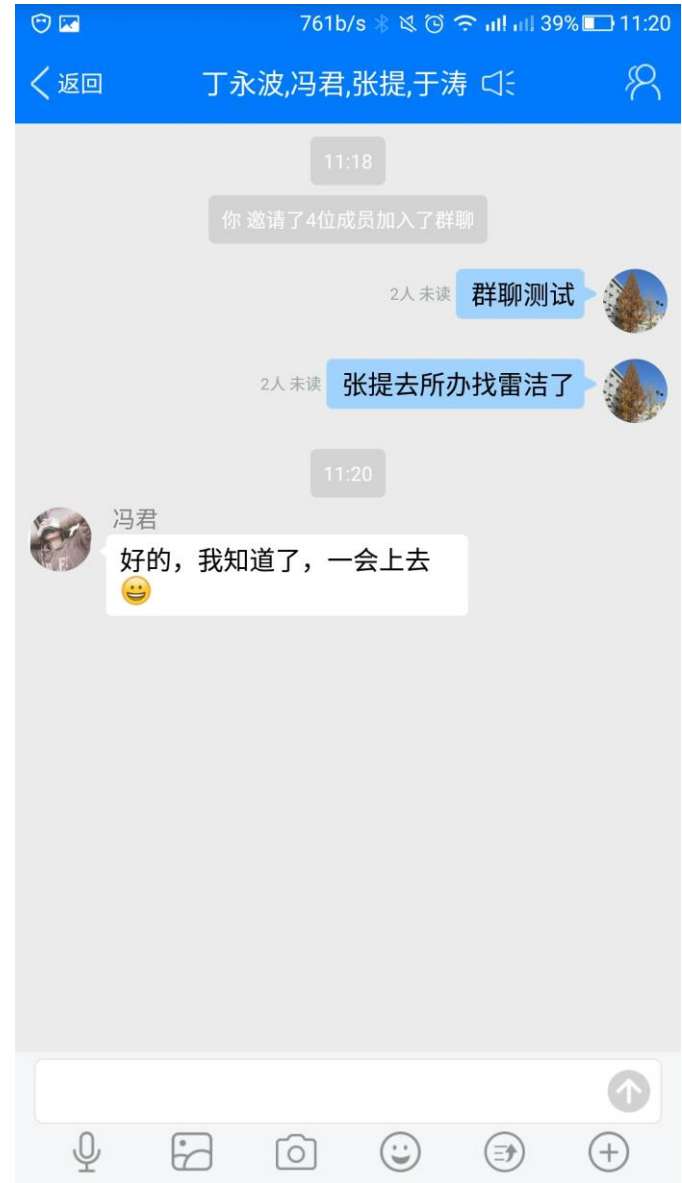 761b/s 39% 11:20
返回 丁永波,冯君,张提,于涛
11:18
你 邀请了4位成员加入了群聊
2人 未读 群聊测试
2人 未读 张提去所办找雷洁了
11:20
冯君
好的，我知道了，一会上去
😀